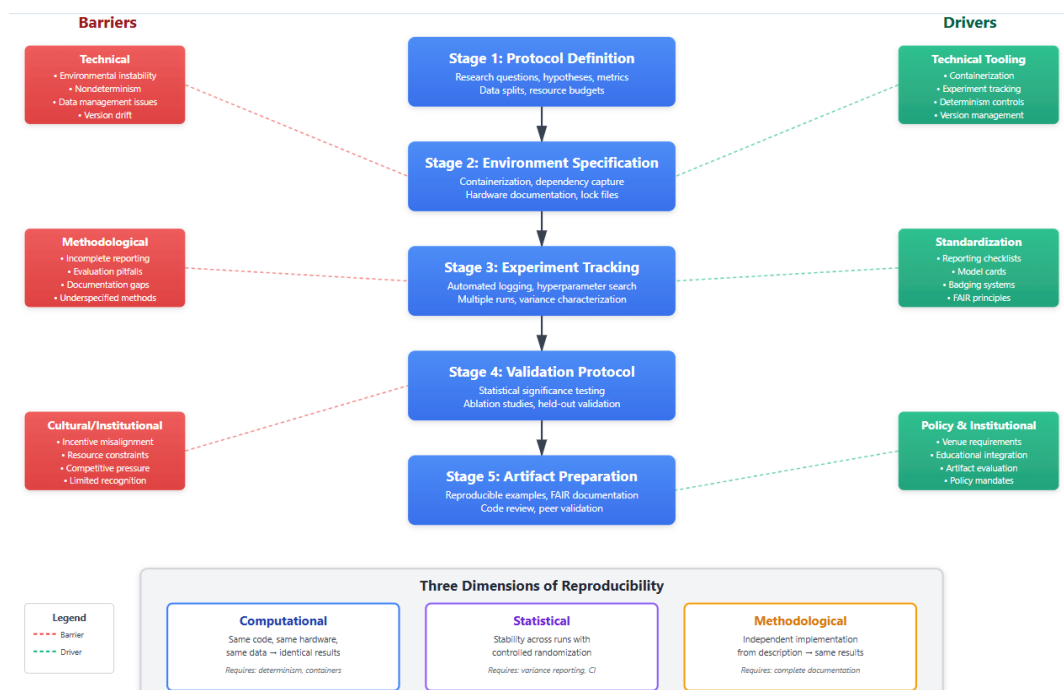 Barriers
Drivers
Technical
• Environmental instability
• Nondeterminism
• Data management issues
• Version drift
Stage 1: Protocol Definition
Research questions, hypotheses, metrics
Data splits, resource budgets
Technical Tooling
• Containerization
• Experiment tracking
• Determinism controls
• Version management
Stage 2: Environment Specification
Containerization, dependency capture
Hardware documentation, lock files
Methodological
• Incomplete reporting
• Evaluation pitfalls
• Documentation gaps
• Underspecified methods
Stage 3: Experiment Tracking
Automated logging, hyperparameter search
Multiple runs, variance characterization
Standardization
• Reporting checklists
• Model cards
• Badging systems
• FAIR principles
Stage 4: Validation Protocol
Statistical significance testing
Ablation studies, held-out validation
Cultural/Institutional
• Incentive misalignment
• Resource constraints
• Competitive pressure
• Limited recognition
Stage 5: Artifact Preparation
Reproducible examples, FAIR documentation
Code review, peer validation
Policy & Institutional
• Venue requirements
• Educational integration
• Artifact evaluation
• Policy mandates
Three Dimensions of Reproducibility
Legend
Barrier
Driver
Computational
Same code, same hardware,
same data → identical results
Requires: determinism, containers
Statistical
Stability across runs with
controlled randomization
Requires: variance reporting, CI
Methodological
Independent implementation
from description → same results
Requires: complete documentation